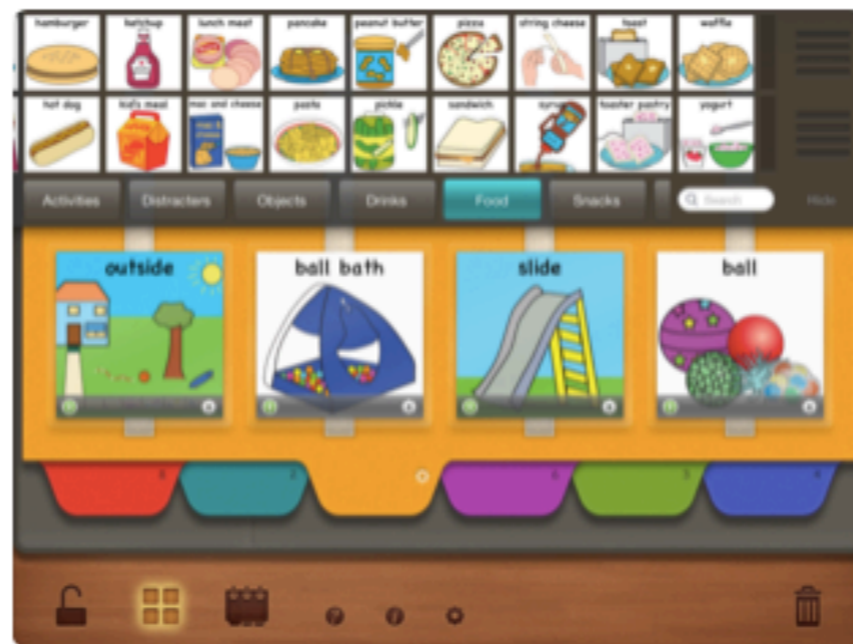 hamburger ketchup lunch meat pancake peanut butter pizza string cheese toast waffle
hot dog kid's meal mac and cheese pasta pickle sandwich syrup toaster pastry yogurt
Activities Distracters Objects Drinks Food Snacks Search Hide
outside ball bath slide ball